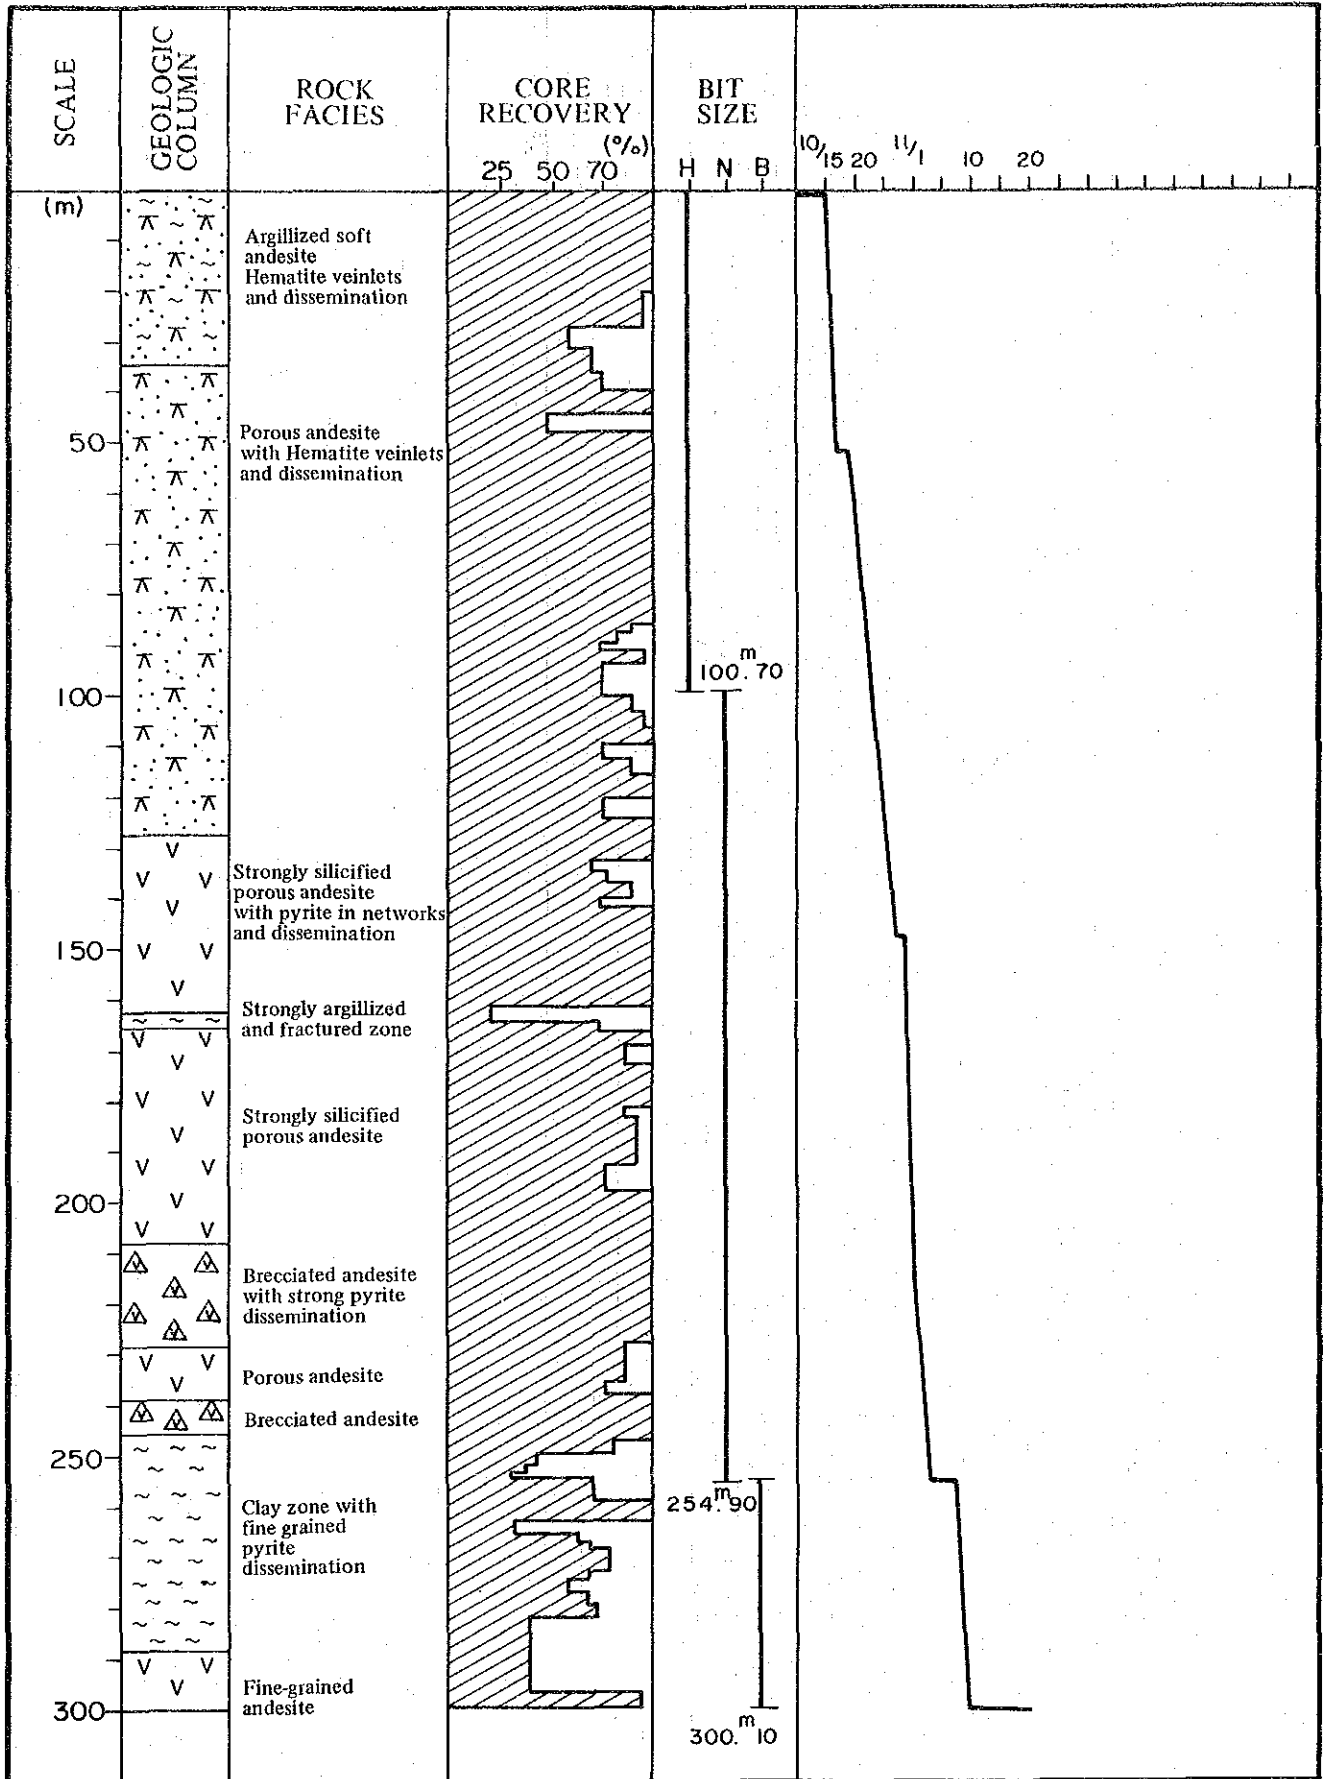 SCALE
GEOLOGIC
COLUMN
ROCK
FACIES
CORE
RECOVERY
(%)
25 50 70
BIT
SIZE
H N B
10/15 20 11/1 10 20
(m)
Argillized soft
andesite
Hematite veinlets
and dissemination
50
Porous andesite
with Hematite veinlets
and dissemination
100
100.m70
Strongly silicified
porous andesite
with pyrite in networks
and dissemination
150
Strongly argillized
and fractured zone
Strongly silicified
porous andesite
200
Brecciated andesite
with strong pyrite
dissemination
Porous andesite
Brecciated andesite
250
254.m90
Clay zone with
fine grained
pyrite
dissemination
Fine-grained
andesite
300
300.m10